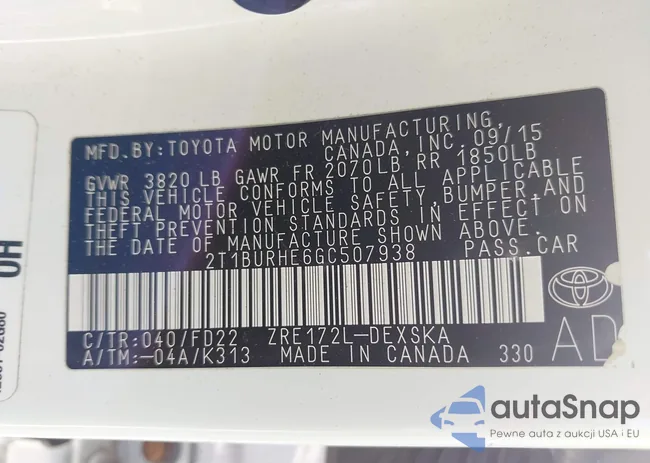 MFD. BY: TOYOTA MOTOR MANUFACTURING,
CANADA, INC. 09/15
GVWR 3820 LB GAWR FR 2070LB, RR 1850LB
THIS VEHICLE CONFORMS TO ALL APPLICABLE
FEDERAL MOTOR VEHICLE SAFETY, BUMPER, AND
THEFT PREVENTION STANDARDS IN EFFECT ON
THE DATE OF MANUFACTURE SHOWN ABOVE.
2T1BURHE6GC507938 PASS. CAR
C/TR: 040/FD22 ZRE172L-DEXSKA
A/TM: -04A/K313 MADE IN CANADA 330
AD
HO
autaSnap
Pewne auta z aukcji USA i EU